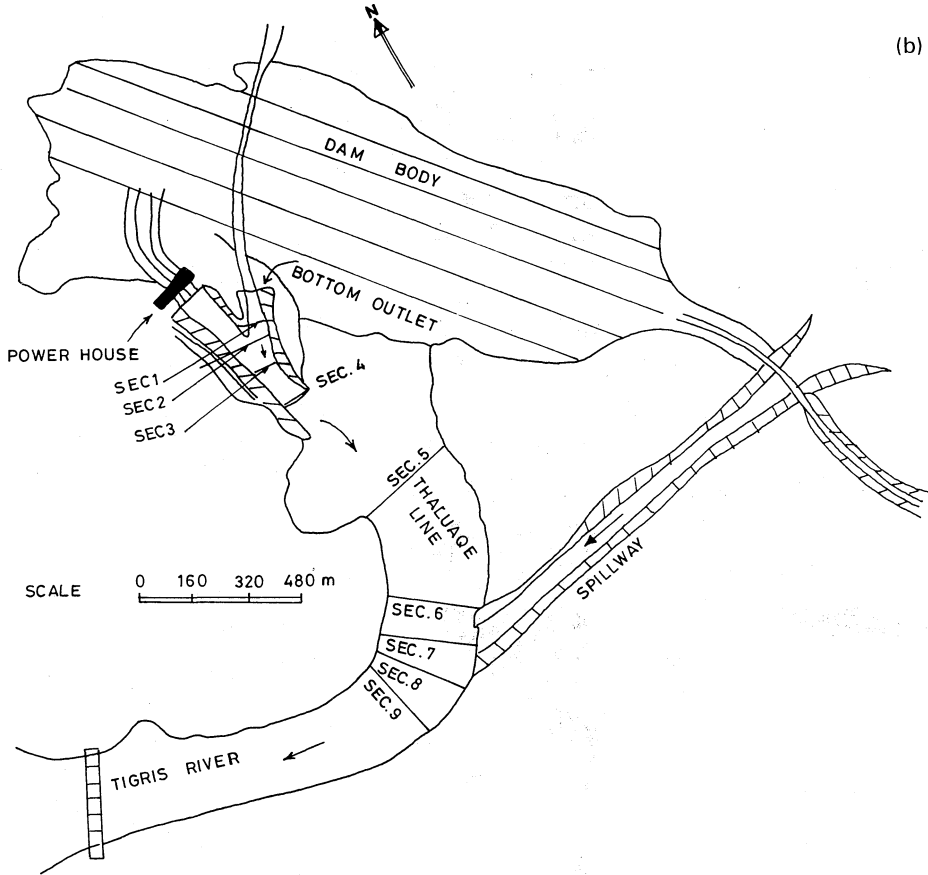 N
(b)
DAM BODY
BOTTOM OUTLET
POWER HOUSE
SEC1
SEC2
SEC3
SEC. 4
SEC. 5
THALUAQE
LINE
SCALE
0 160 320 480 m
SEC. 6
SEC. 7
SEC. 8
SEC. 9
SPILLWAY
TIGRIS RIVER